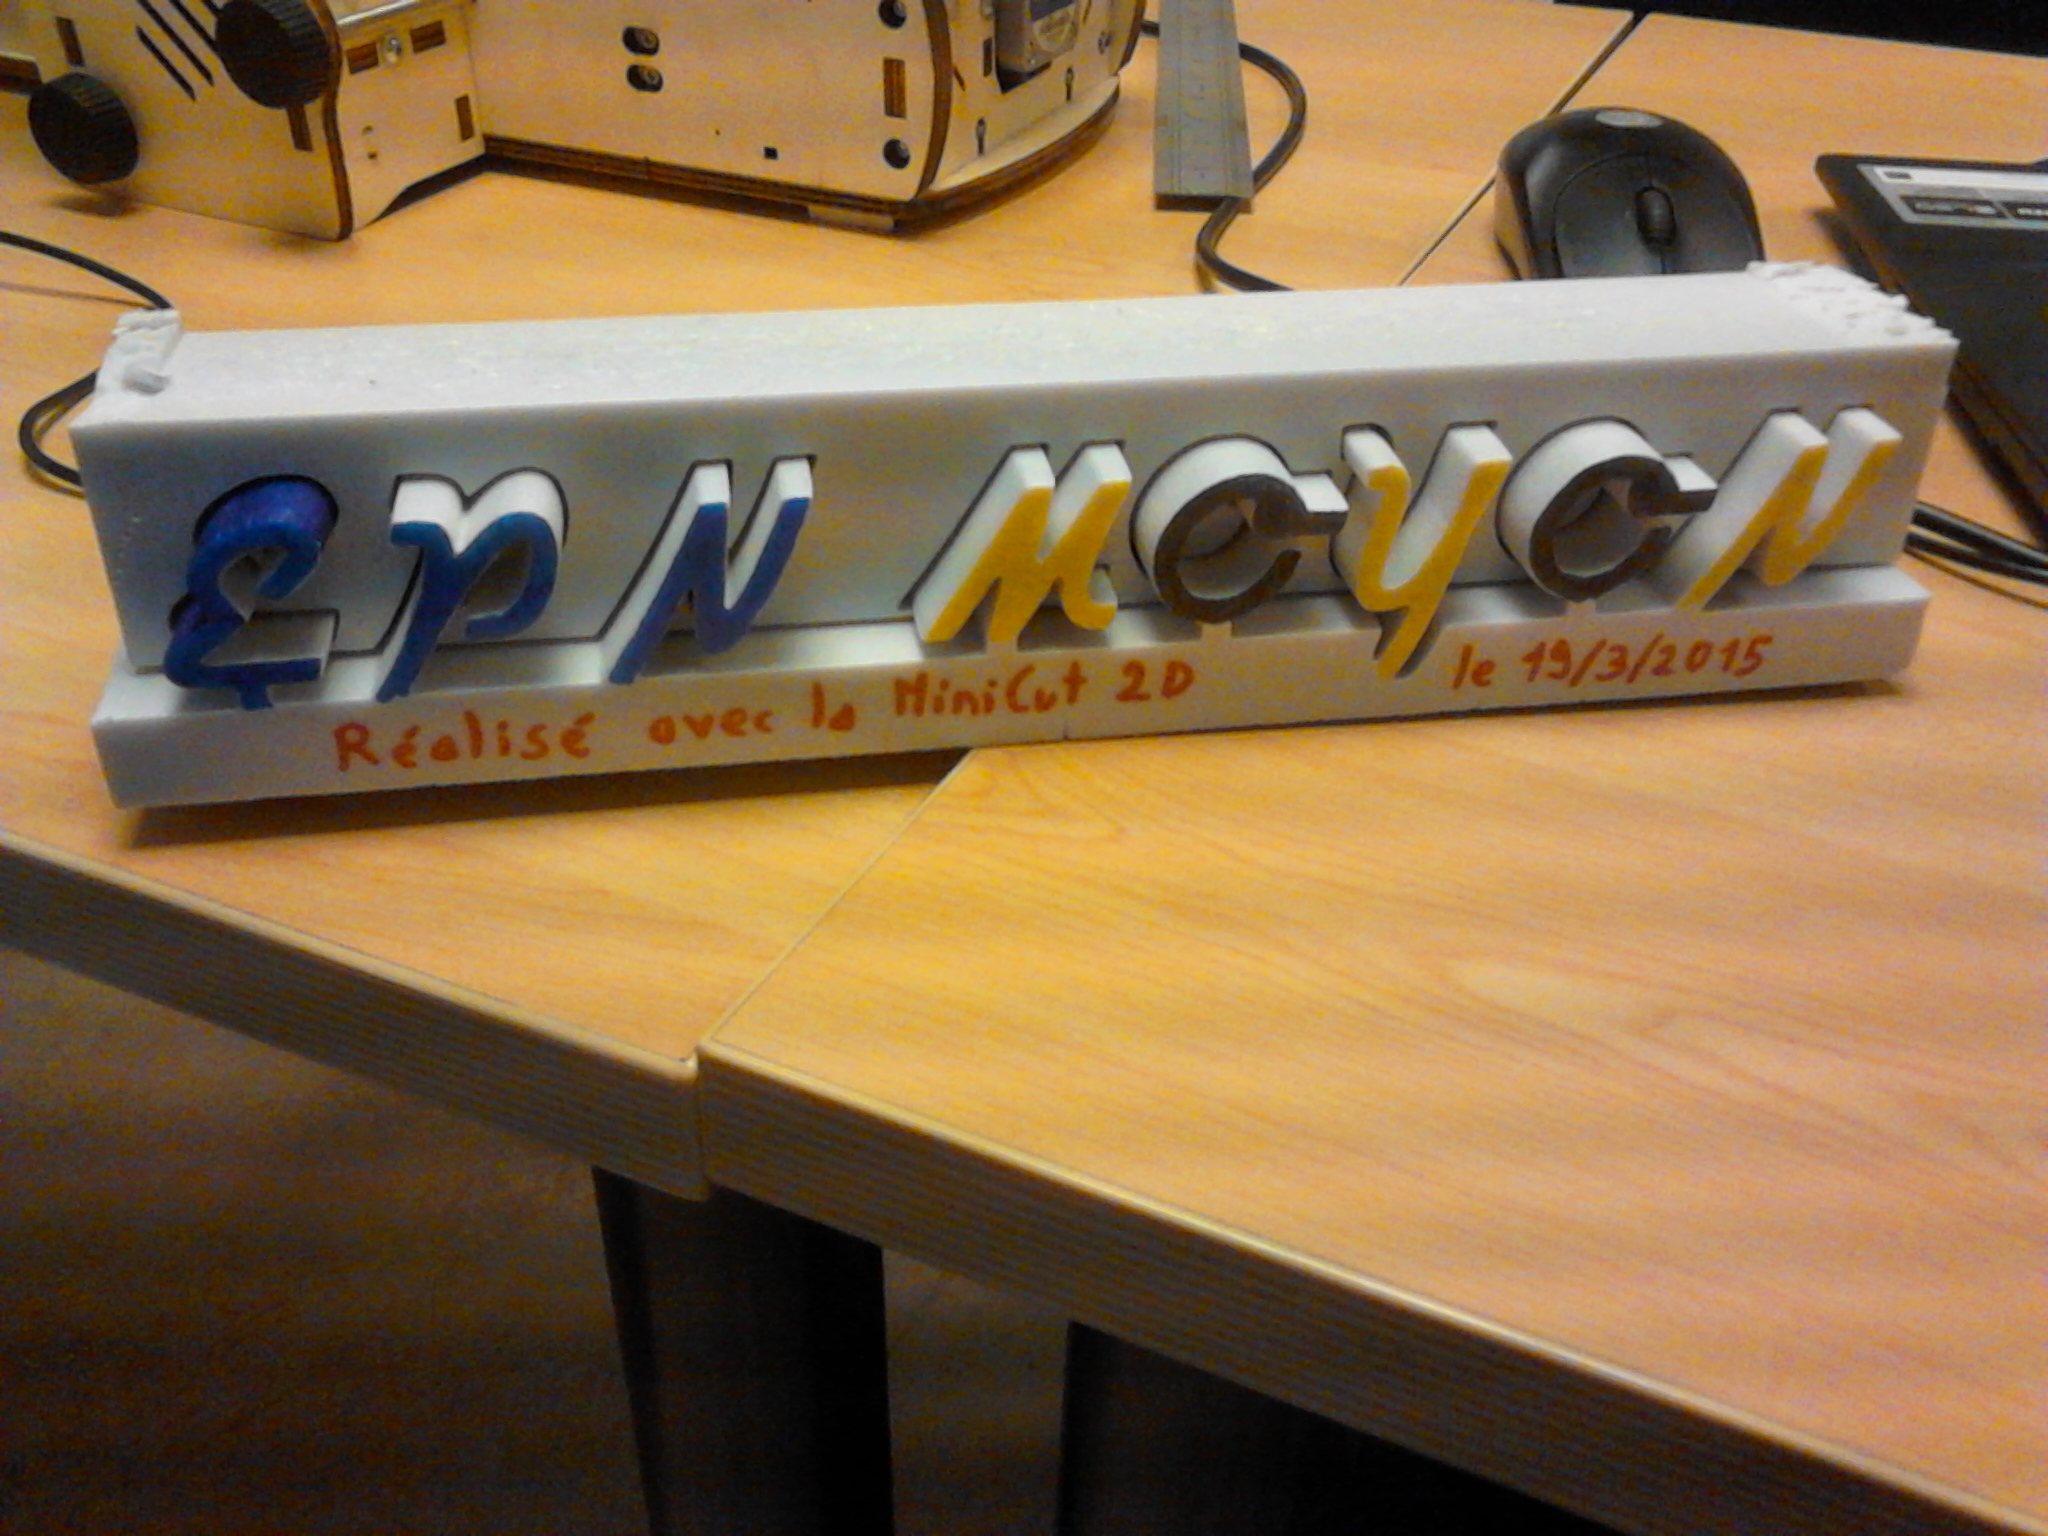 EPN MOYON
Réalisé avec la MiniCut 2D le 19/3/2015